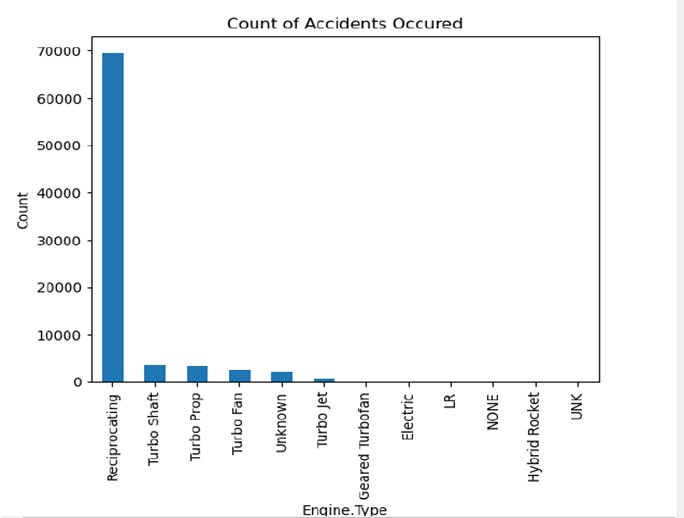 Count of Accidents Occured
70000
60000
50000
40000
30000
20000
10000
0
Count
Reciprocating
Turbo Shaft
Turbo Prop
Turbo Fan
Unknown
Turbo Jet
Geared Turbofan
Electric
LR
NONE
Hybrid Rocket
UNK
Engine.Type